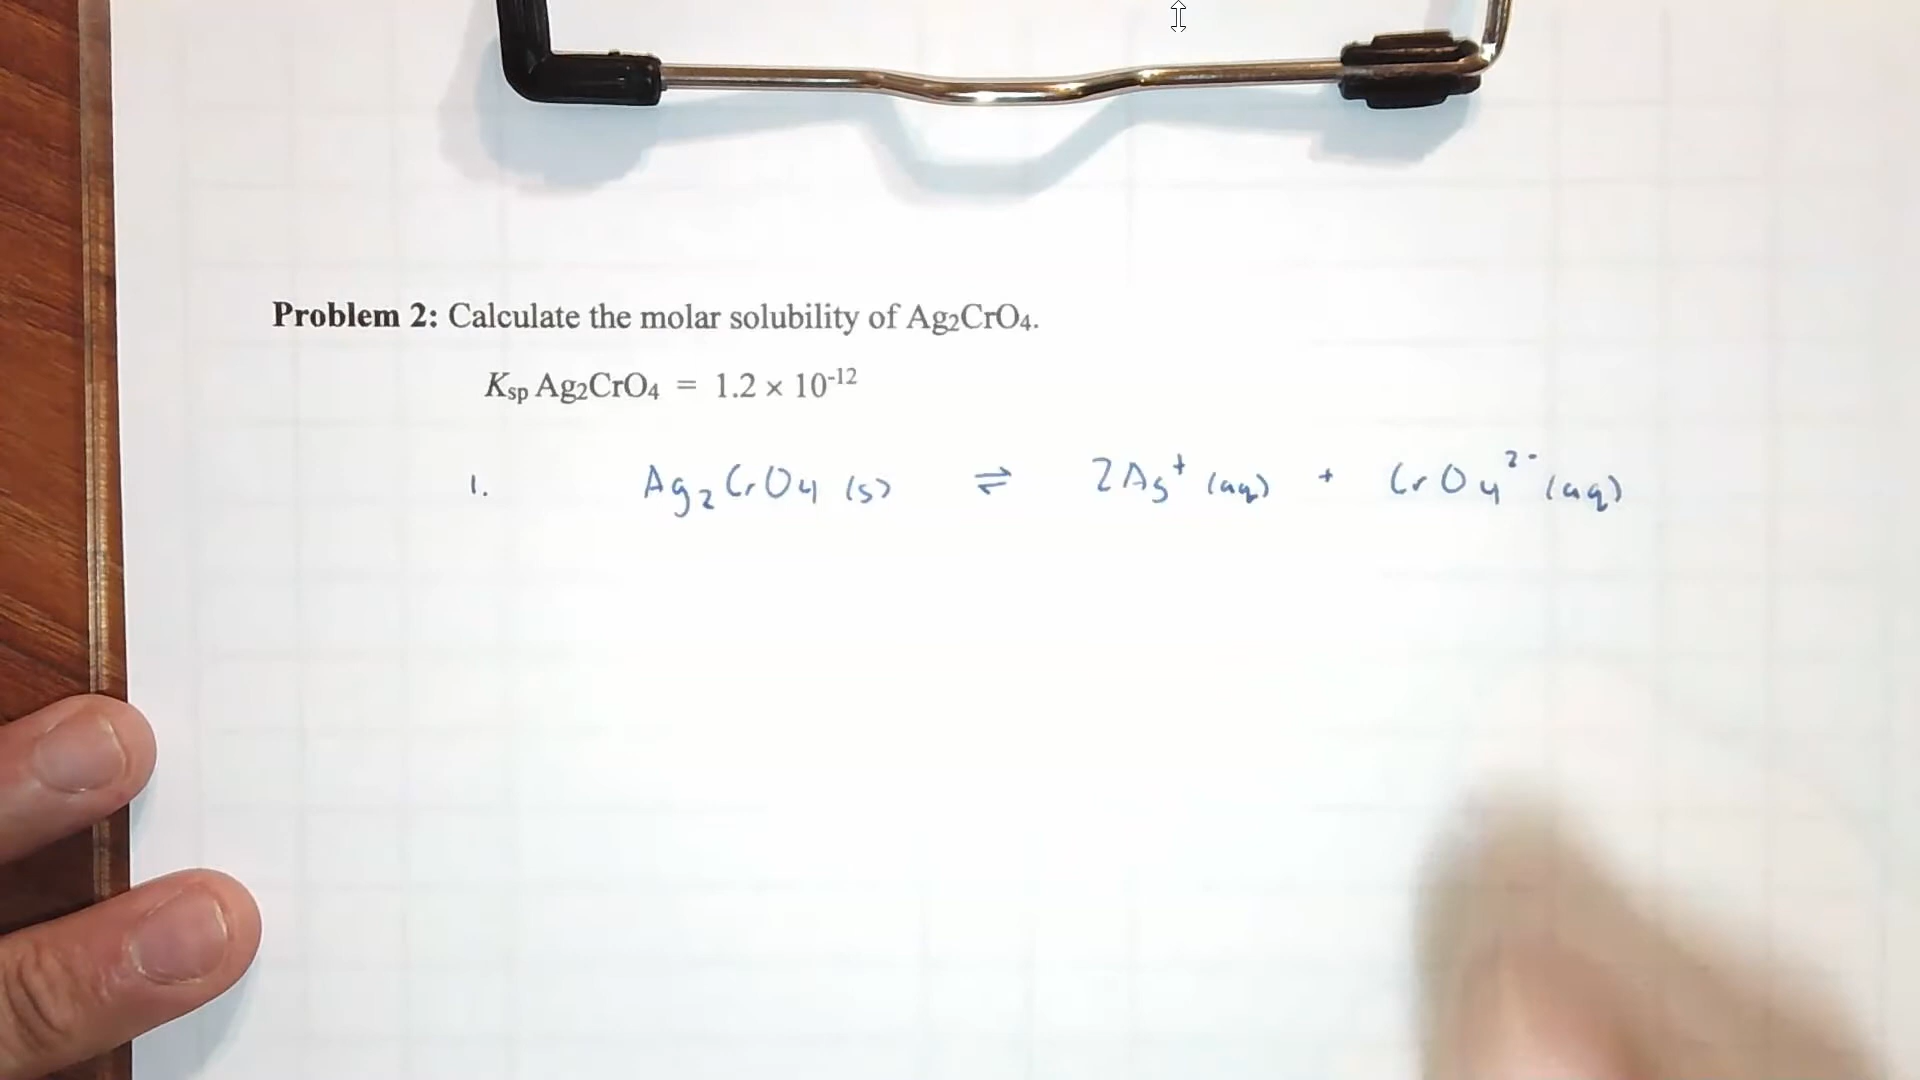 Problem 2: Calculate the molar solubility of Ag₂CrO₄.
Kₛₚ Ag₂CrO₄ = 1.2 × 10⁻¹²
1. Ag₂CrO₄ (s) ⇌ 2Ag⁺ (aq) + CrO₄²⁻ (aq)